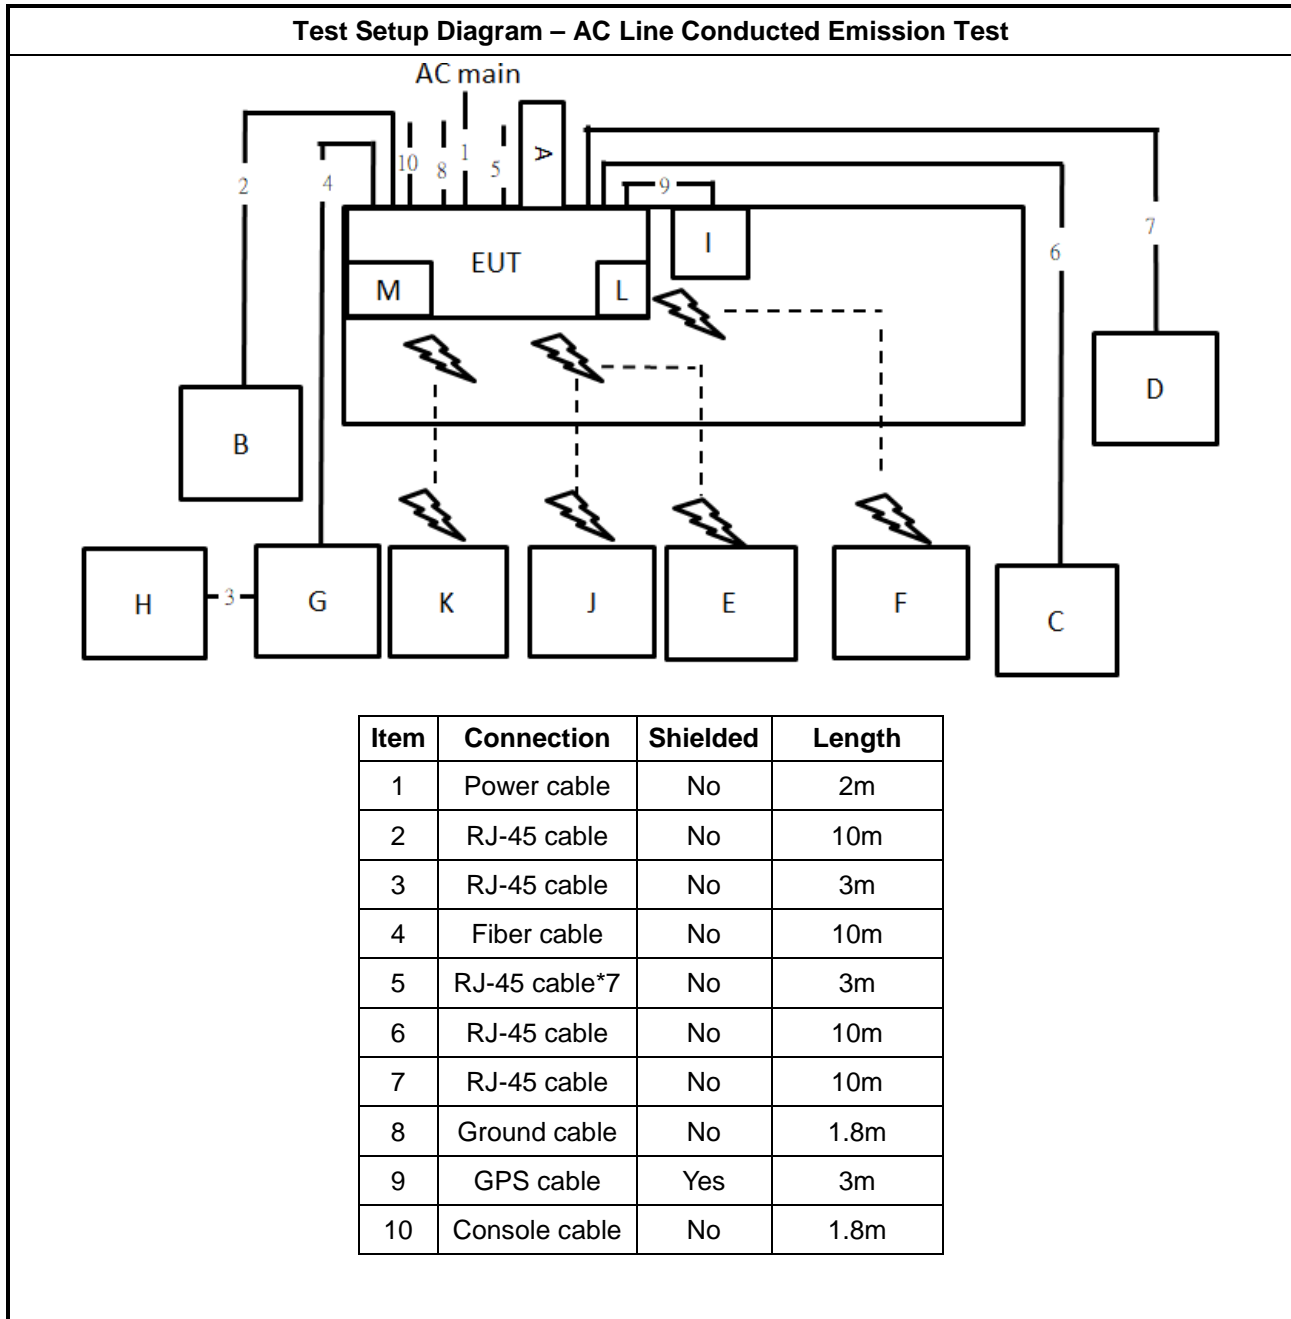 Test Setup Diagram – AC Line Conducted Emission Test
AC main
2 4 10 8 1 5 A 9 6 7
EUT I
M L
B D
H 3 G K J E F C
Item Connection Shielded Length
1 Power cable No 2m
2 RJ-45 cable No 10m
3 RJ-45 cable No 3m
4 Fiber cable No 10m
5 RJ-45 cable*7 No 3m
6 RJ-45 cable No 10m
7 RJ-45 cable No 10m
8 Ground cable No 1.8m
9 GPS cable Yes 3m
10 Console cable No 1.8m